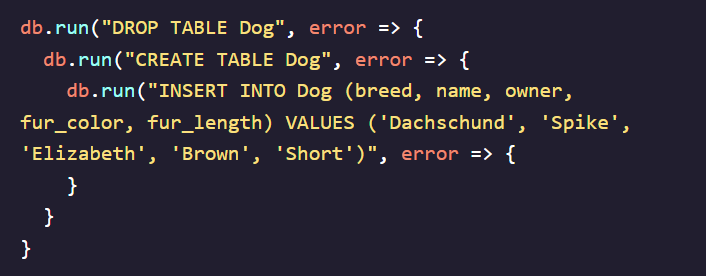 db.run("DROP TABLE Dog", error => {
  db.run("CREATE TABLE Dog", error => {
    db.run("INSERT INTO Dog (breed, name, owner,
fur_color, fur_length) VALUES ('Dachschund', 'Spike',
'Elizabeth', 'Brown', 'Short')", error => {
    }
  }
}